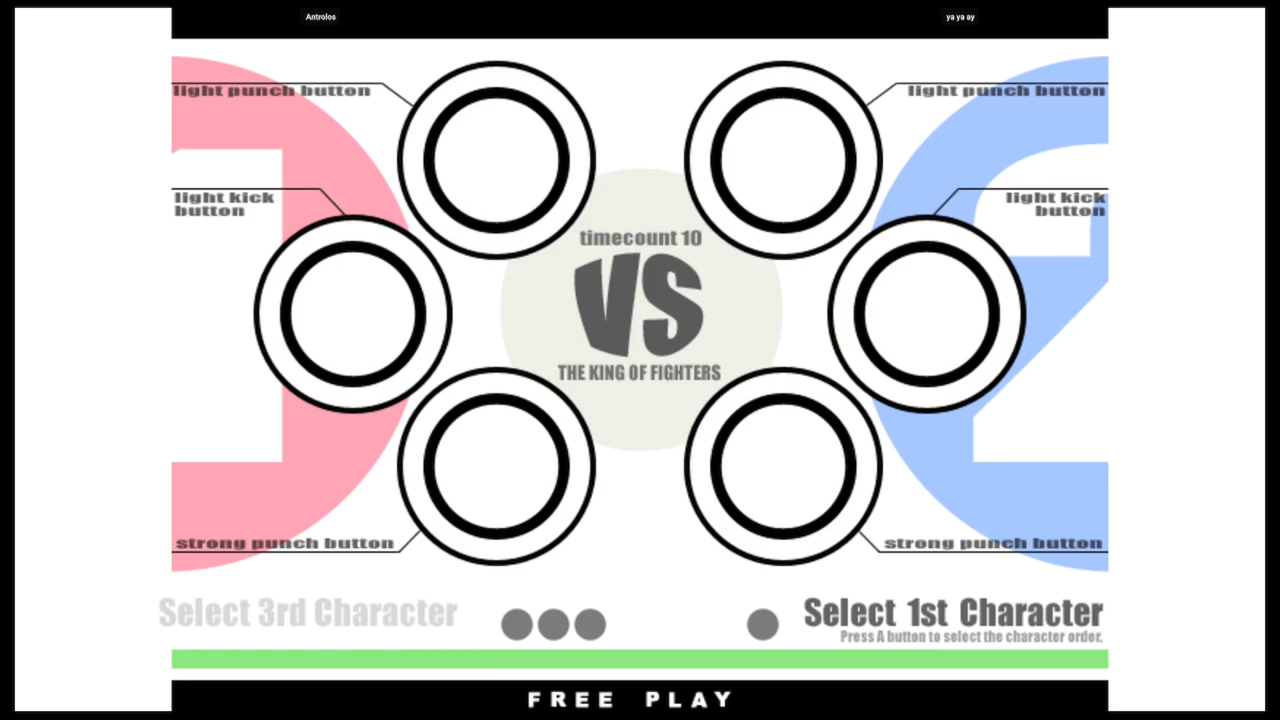 Antrolos
ya ya ay
light punch button
light punch button
light kick
button
light kick
button
timecount 10
VS
THE KING OF FIGHTERS
strong punch button
strong punch button
Select 3rd Character
Select 1st Character
Press A button to select the character order.
FREE PLAY
1
2